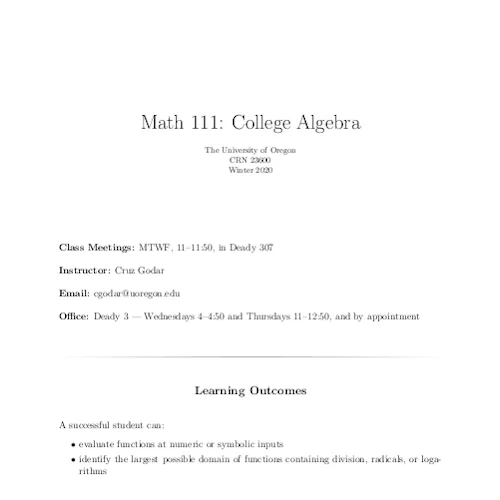 Math 111: College Algebra
The University of Oregon
CRN 23600
Winter 2020
Class Meetings: MTWF, 11–11:50, in Deady 307
Instructor: Cruz Godar
Email: cgodar@uoregon.edu
Office: Deady 3 — Wednesdays 4–4:50 and Thursdays 11–12:50, and by appointment
Learning Outcomes
A successful student can:
• evaluate functions at numeric or symbolic inputs
• identify the largest possible domain of functions containing division, radicals, or loga-
rithms